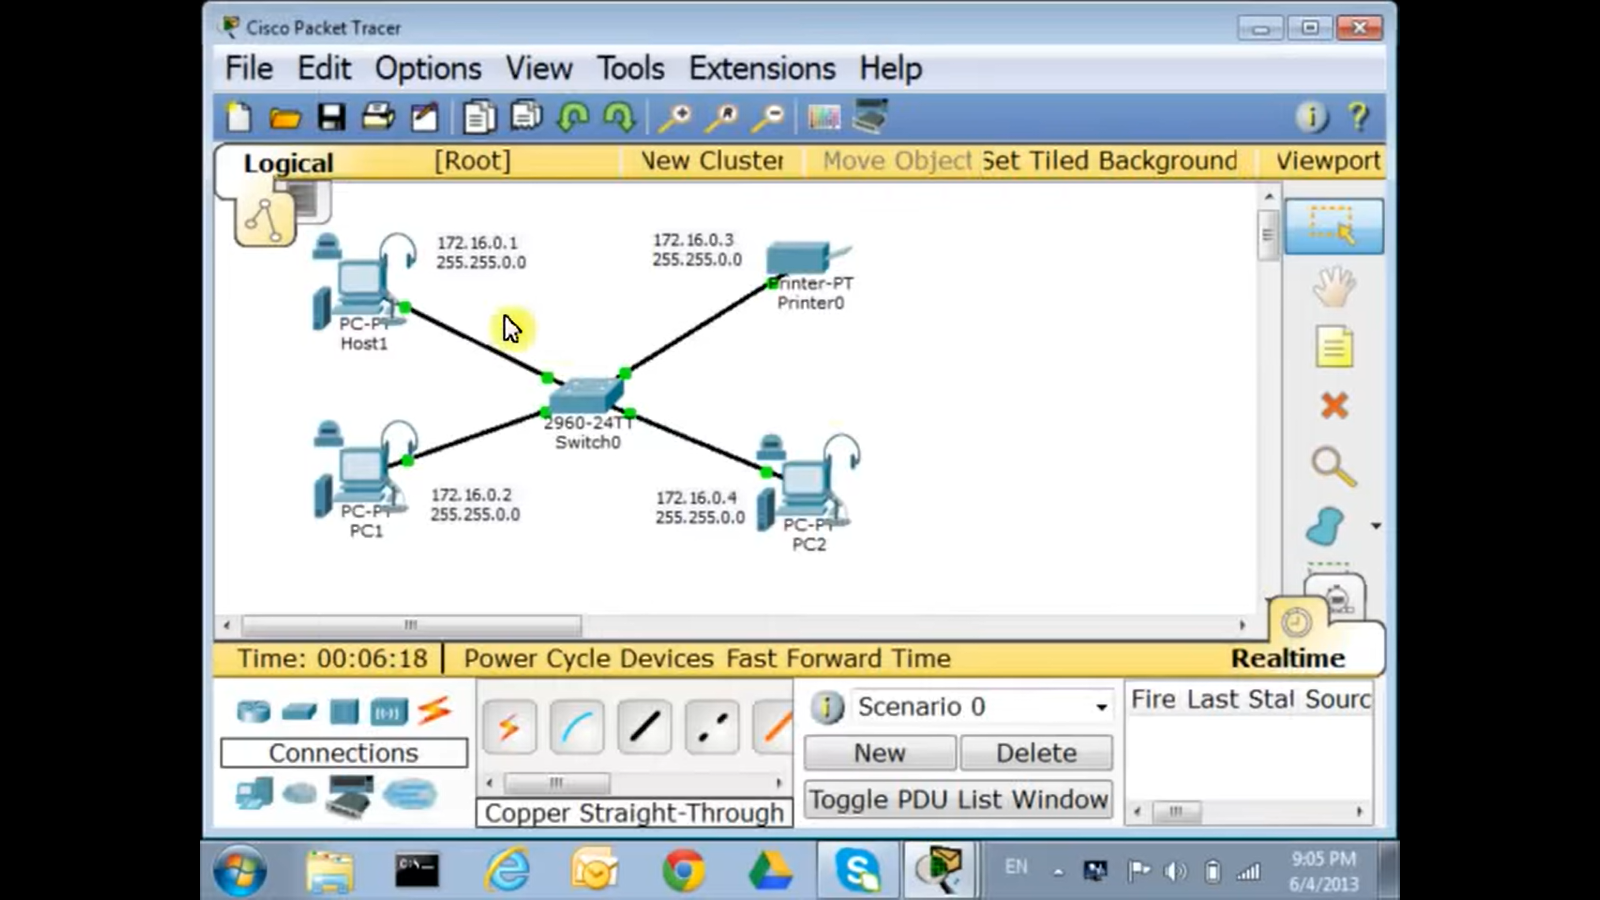 Cisco Packet Tracer
File Edit Options View Tools Extensions Help
Logical [Root] New Cluster Move Object Set Tiled Background Viewport
172.16.0.1
255.255.0.0
172.16.0.3
255.255.0.0
PC-PT
Host1
Printer-PT
Printer0
2960-24TT
Switch0
PC-PT
PC1
172.16.0.2
255.255.0.0
172.16.0.4
255.255.0.0
PC-PT
PC2
Time: 00:06:18 Power Cycle Devices Fast Forward Time Realtime
Connections
Copper Straight-Through
Scenario 0
New Delete
Toggle PDU List Window
Fire Last Stat Sourc
EN
9:05 PM
6/4/2013